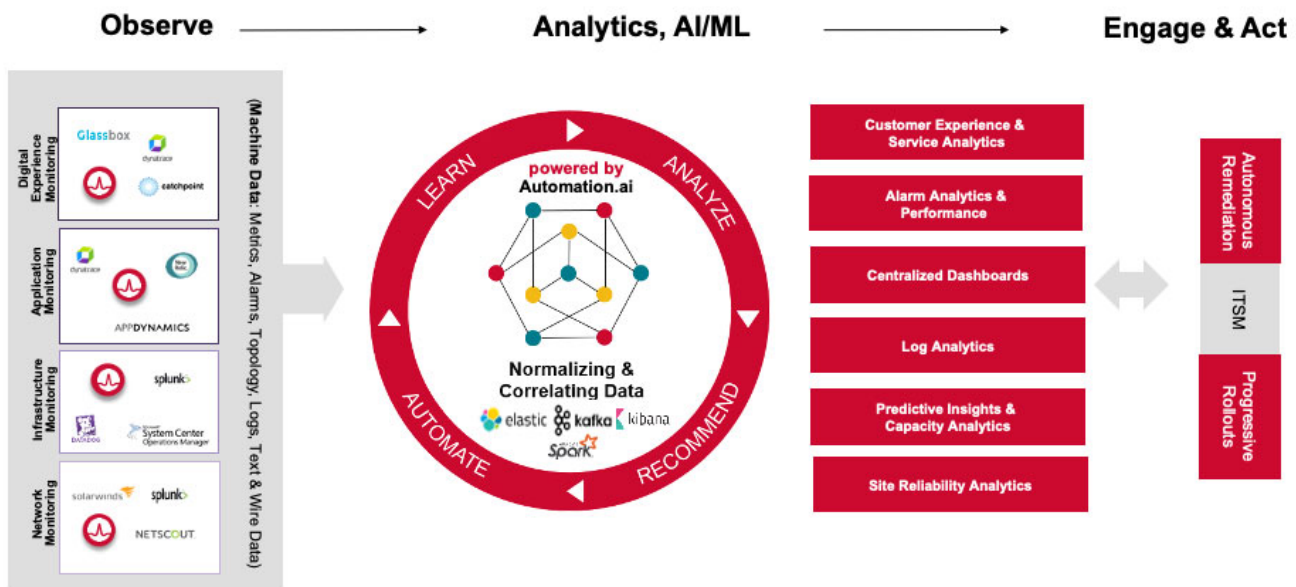 Observe
Analytics, AI/ML
Engage & Act
Digital
Experience
Monitoring
Glassbox
dynatrace
catchpoint
Application
Monitoring
dynatrace
New
Relic
APPDYNAMICS
Infrastructure
Monitoring
splunk>
DATADOG
Microsoft
System Center
Operations Manager
Network
Monitoring
solarwinds
splunk>
NETSCOUT
(Machine Data: Metrics, Alarms, Topology, Logs, Text & Wire Data)
LEARN
ANALYZE
RECOMMEND
AUTOMATE
powered by
Automation.ai
Normalizing &
Correlating Data
elastic
kafka
kibana
Spark
Customer Experience &
Service Analytics
Alarm Analytics &
Performance
Centralized Dashboards
Log Analytics
Predictive Insights &
Capacity Analytics
Site Reliability Analytics
Autonomous
Remediation
ITSM
Progressive
Rollouts